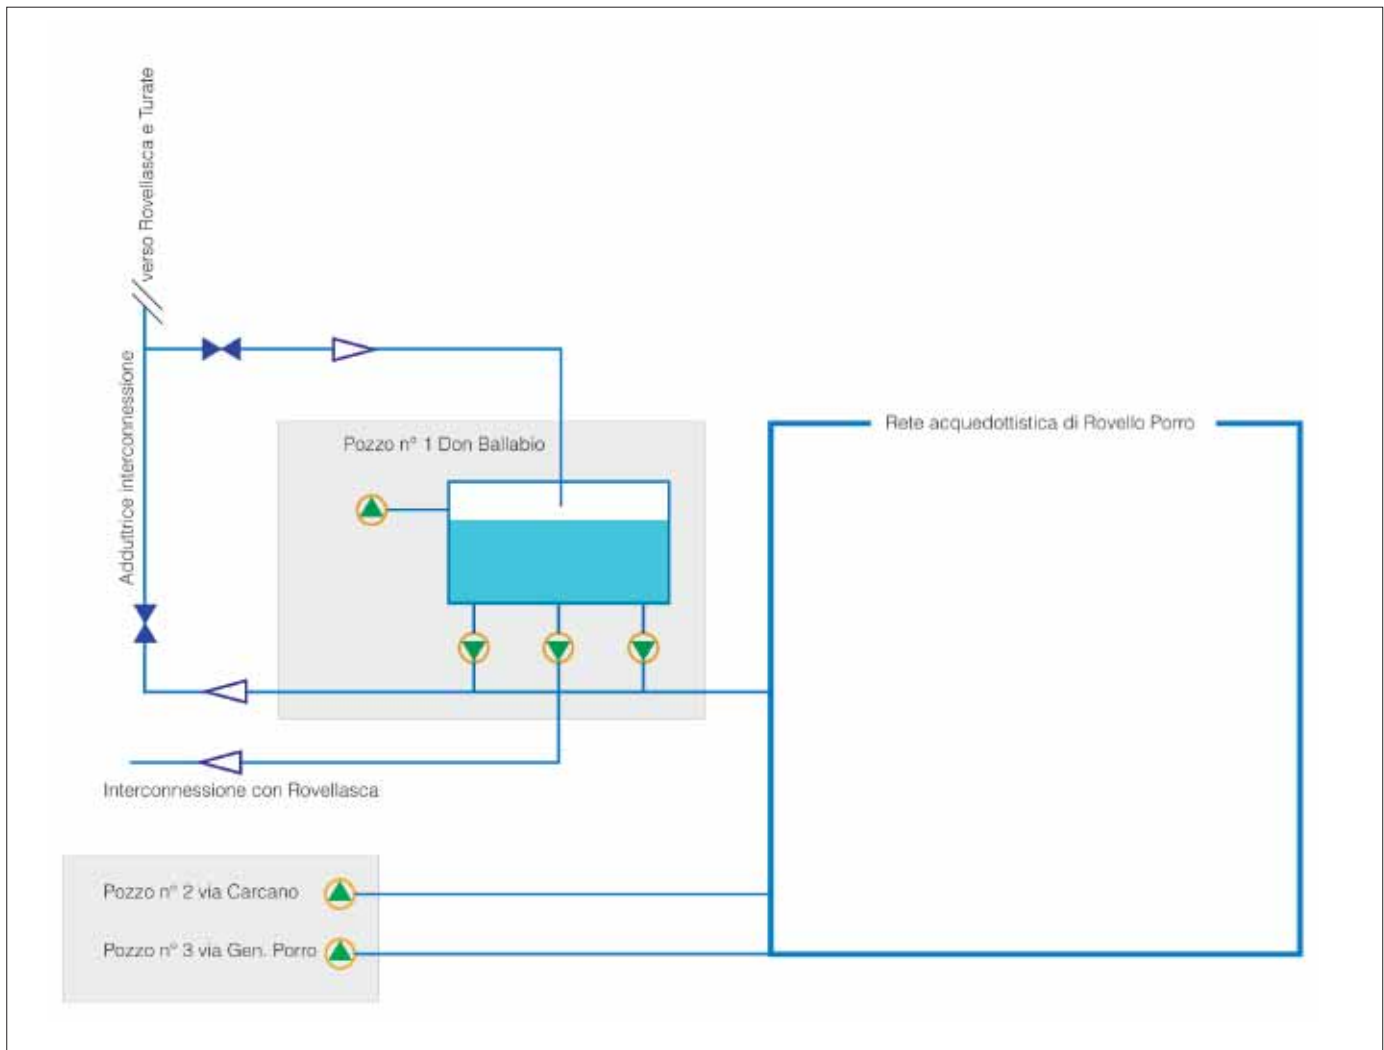 verso Rovellasca e Turate
Adduttrice interconnessione
Pozzo n° 1 Don Ballabio
Rete acquedottistica di Rovello Porro
Interconnessione con Rovellasca
Pozzo n° 2 via Carcano
Pozzo n° 3 via Gen. Porro